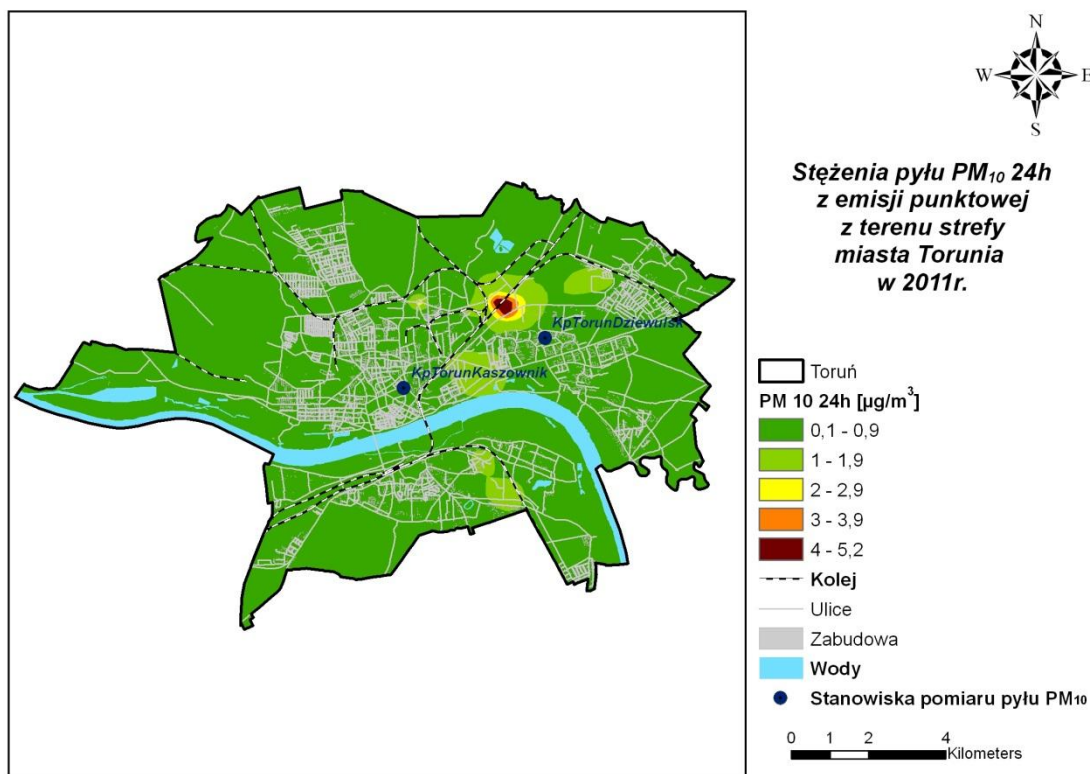 N
W
E
S
Stężenia pyłu PM10 24h
z emisji punktowej
z terenu strefy
miasta Torunia
w 2011r.
KpTorunDziewulsk
KpTorunKaszownik
Toruń
PM 10 24h [µg/m³]
0,1 - 0,9
1 - 1,9
2 - 2,9
3 - 3,9
4 - 5,2
Kolej
Ulice
Zabudowa
Wody
Stanowiska pomiaru pyłu PM10
0 1 2 4
Kilometers